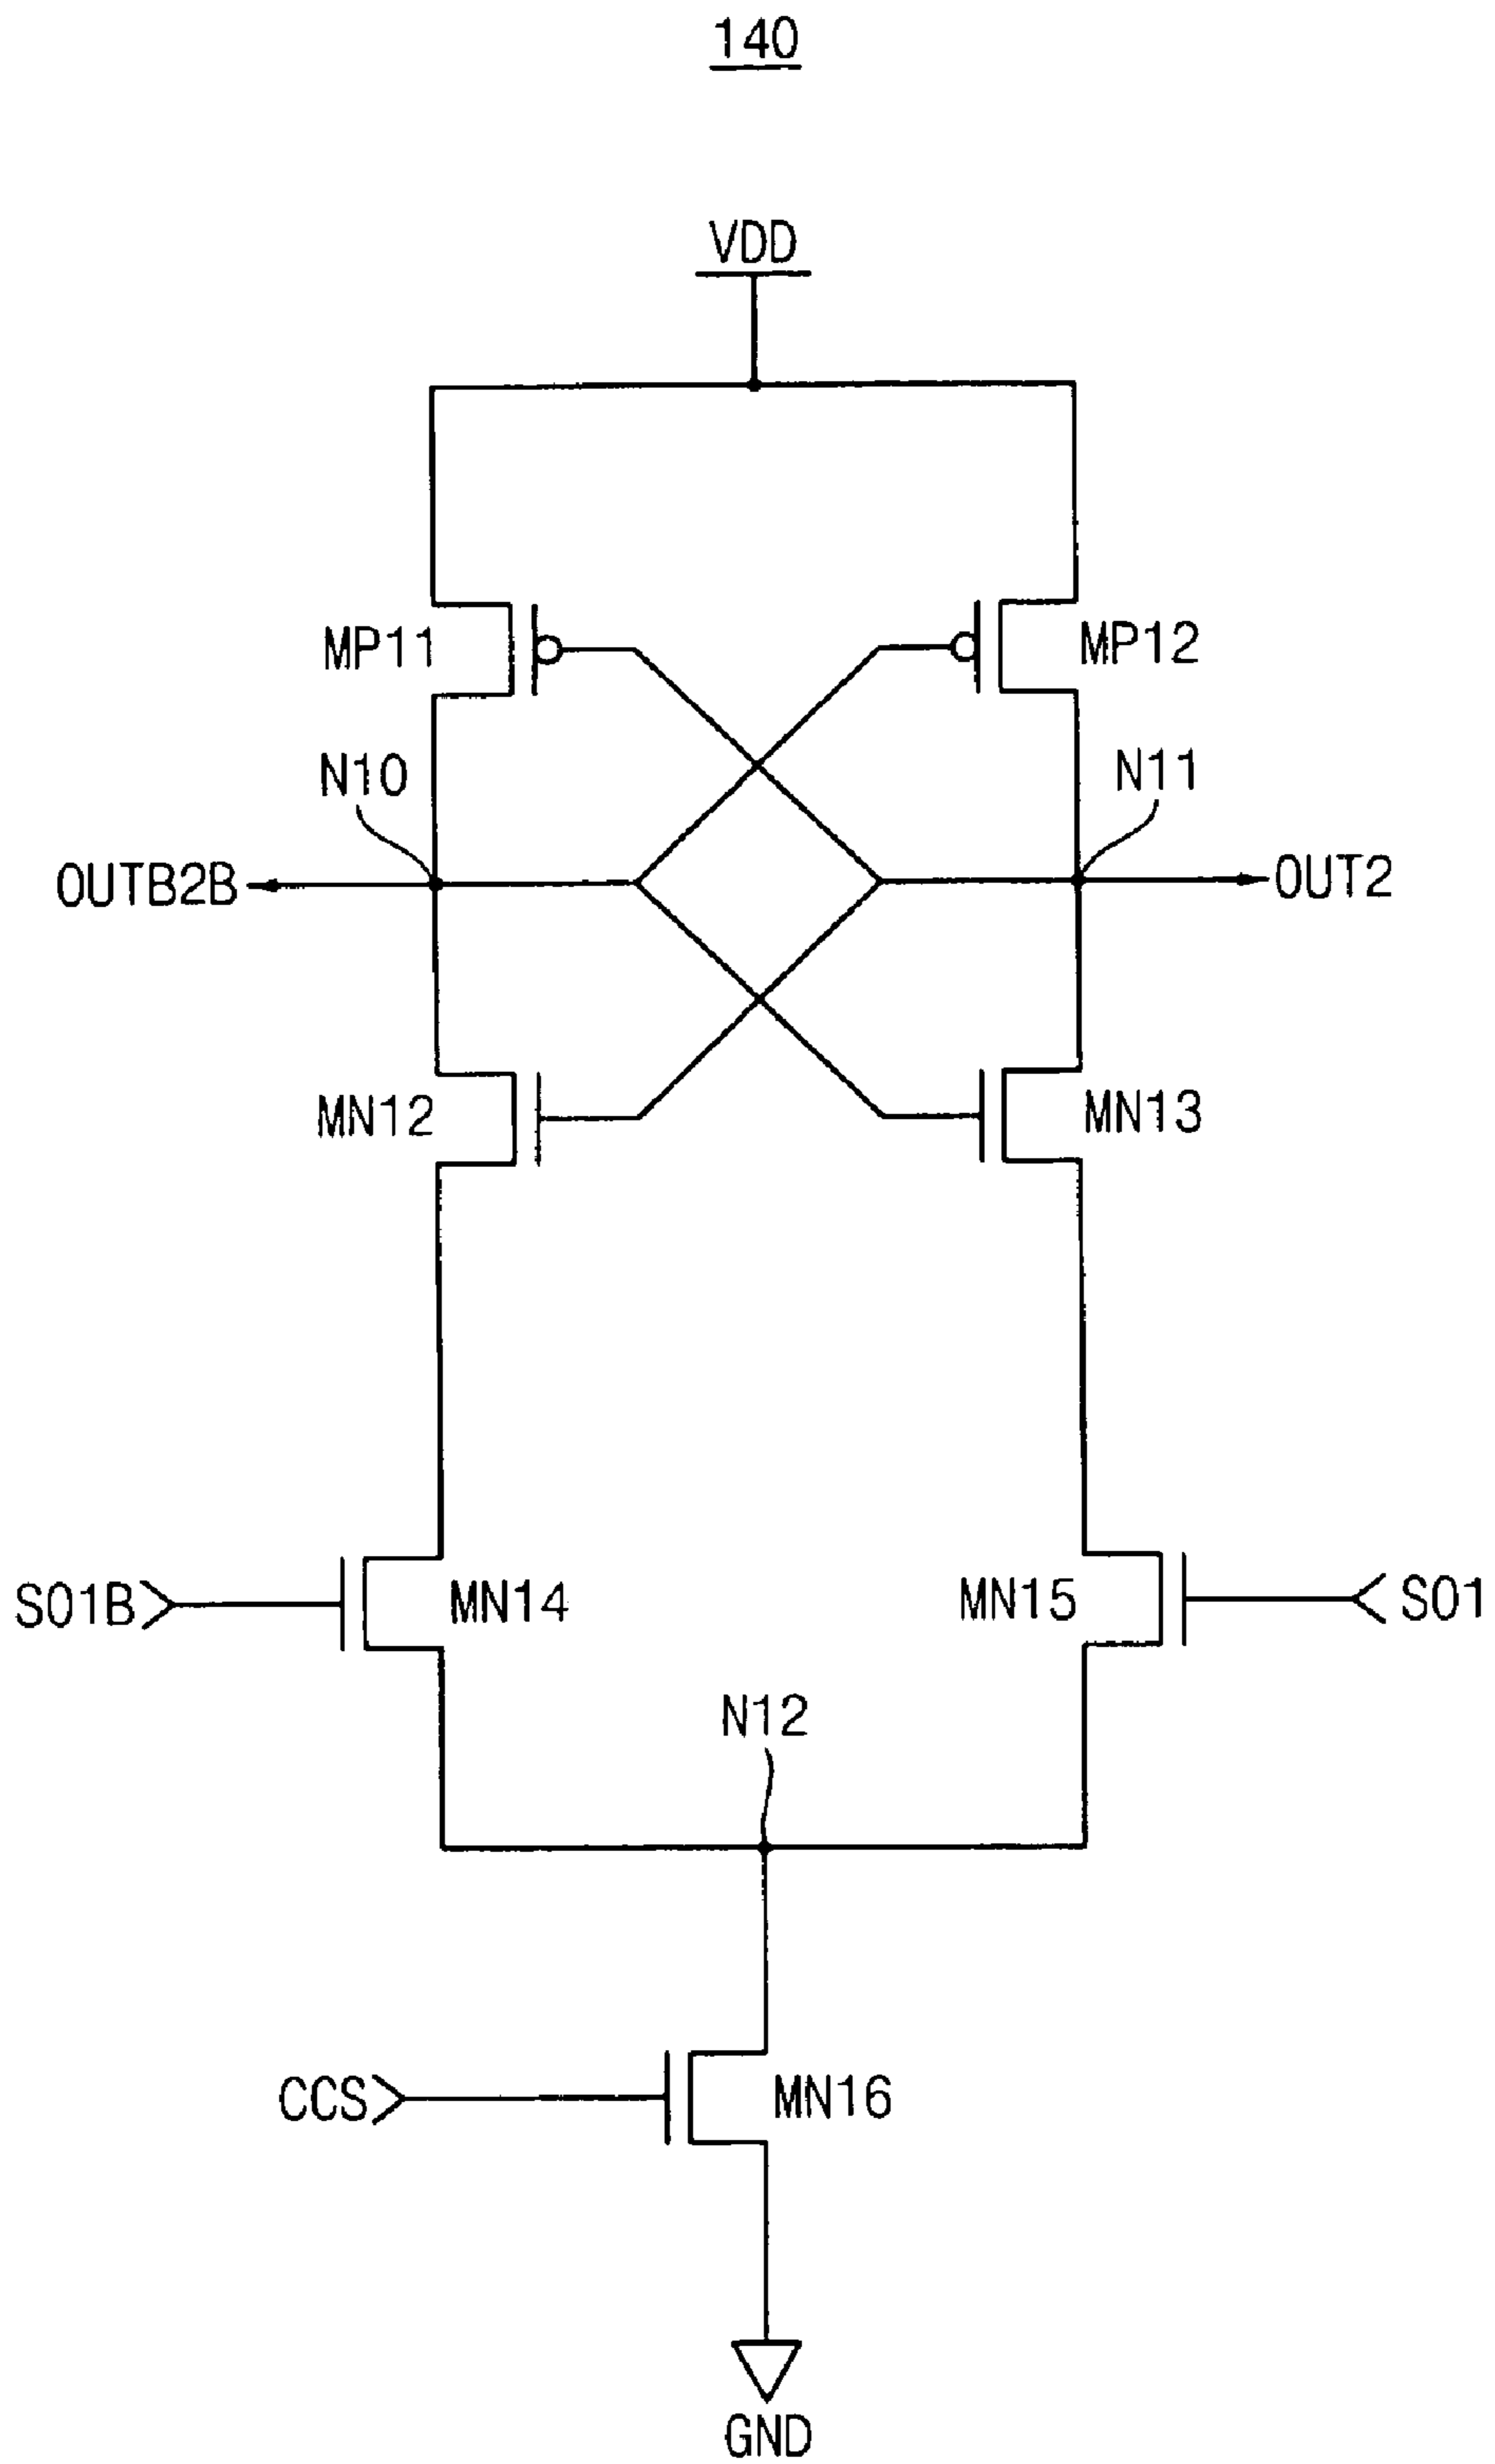 140
VDD
MP11
MP12
N10
N11
OUTB2B
OUT2
MN12
MN13
S01B
MN14
MN15
S01
N12
CCS
MN16
GND